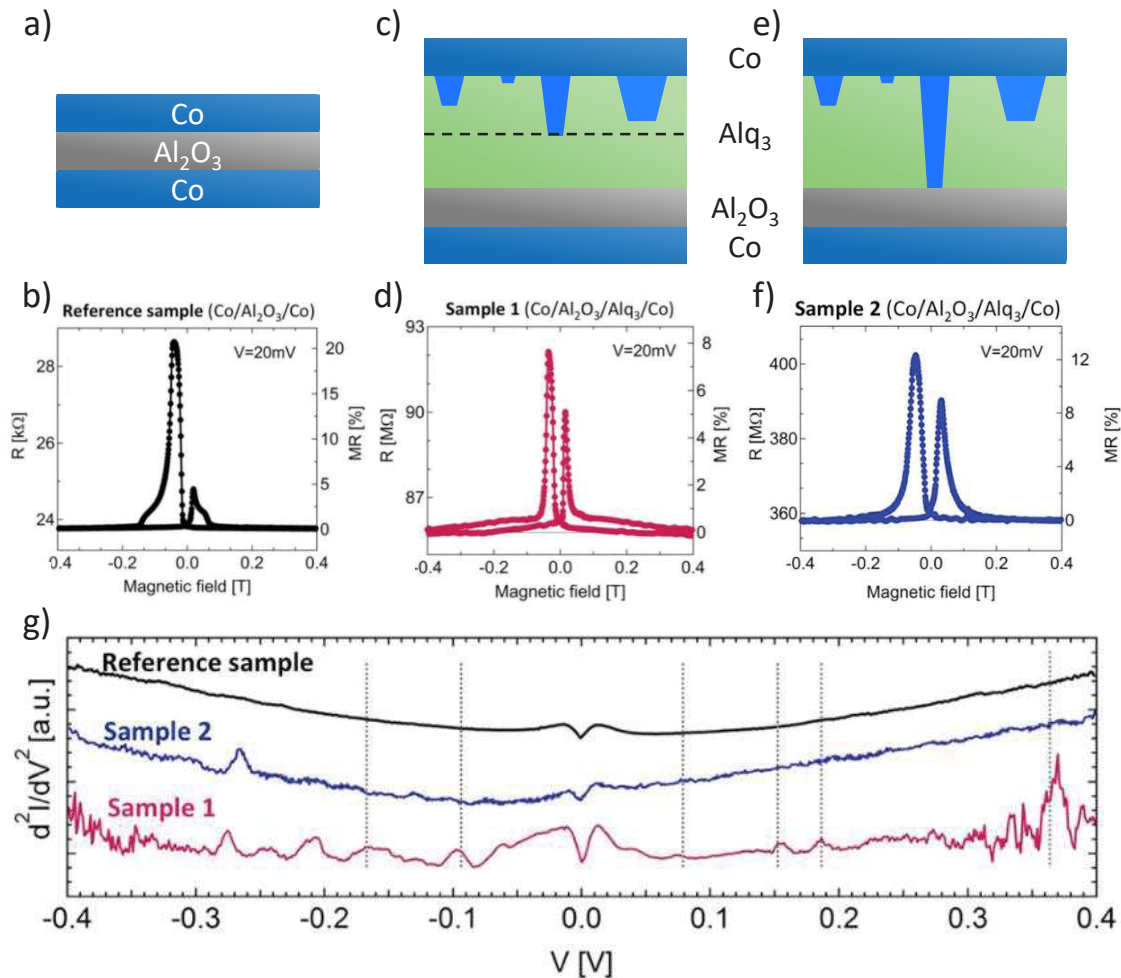 a)
Co
Al₂O₃
Co
c)
e)
Co
Alq₃
Al₂O₃
Co
b)
Reference sample (Co/Al₂O₃/Co)
V=20mV
R [kΩ]
28
26
24
MR [%]
20
15
10
5
0
-0.4
-0.2
0.0
0.2
0.4
Magnetic field [T]
d)
Sample 1 (Co/Al₂O₃/Alq₃/Co)
V=20mV
R [MΩ]
93
90
87
MR [%]
8
6
4
2
0
-0.4
-0.2
0.0
0.2
0.4
Magnetic field [T]
f)
Sample 2 (Co/Al₂O₃/Alq₃/Co)
V=20mV
R [MΩ]
400
380
360
MR [%]
12
8
4
0
-0.4
-0.2
0.0
0.2
0.4
Magnetic field [T]
g)
Reference sample
Sample 2
Sample 1
d²I/dV² [a.u.]
-0.4
-0.3
-0.2
-0.1
0.0
0.1
0.2
0.3
0.4
V [V]